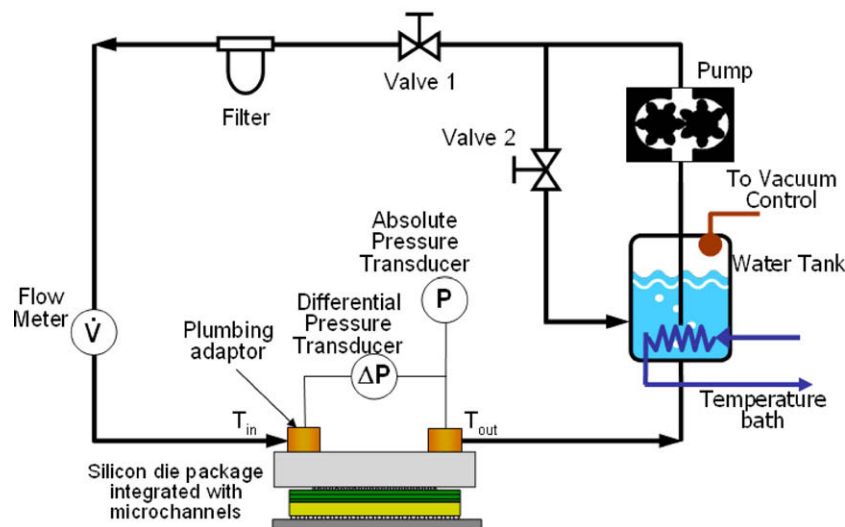 Valve 1
Pump
Filter
Valve 2
To Vacuum
Control
Absolute
Pressure
Transducer
Water Tank
P
Flow
Meter
V̇
Differential
Pressure
Transducer
Plumbing
adaptor
ΔP
Temperature
bath
T_in
T_out
Silicon die package
integrated with
microchannels